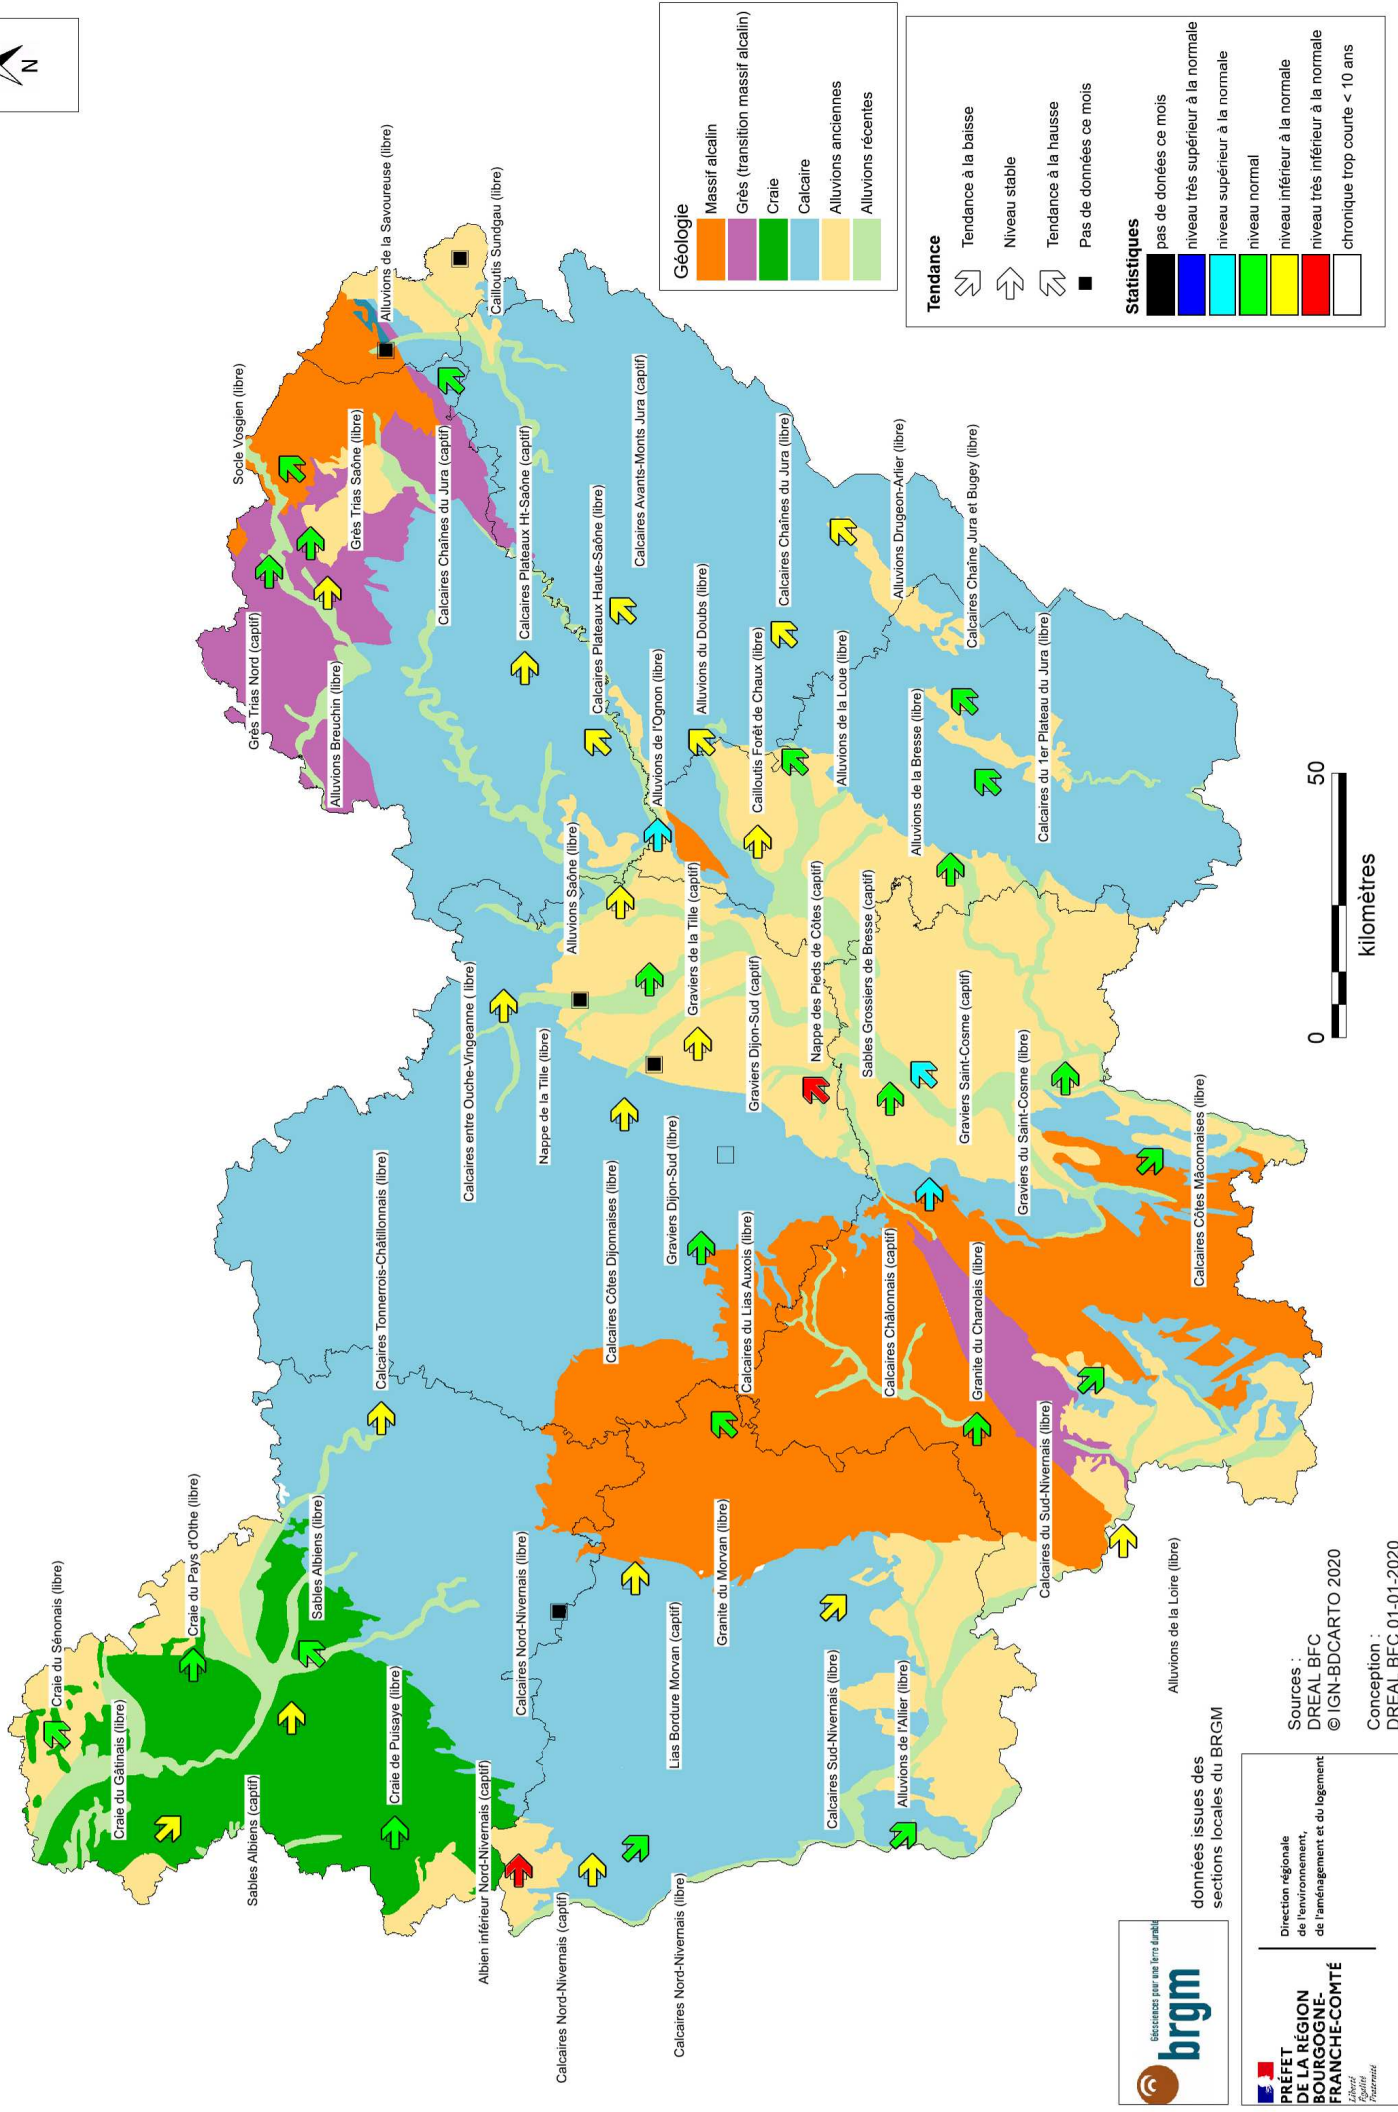 N
Géologie
Massif alcalin
Grès (transition massif alcalin)
Craie
Calcaire
Alluvions anciennes
Alluvions récentes
Tendance
Tendance à la baisse
Niveau stable
Tendance à la hausse
Pas de données ce mois
Statistiques
pas de donées ce mois
niveau très supérieur à la normale
niveau supérieur à la normale
niveau normal
niveau inférieur à la normale
niveau très inférieur à la normale
chronique trop courte < 10 ans
Craie du Sénonais (libre)
Craie du Gâtinais (libre)
Craie du Pays d'Othe (libre)
Sables Albiens (captif)
Sables Albiens (libre)
Craie de Puisaye (libre)
Calcaires Tonnerrois-Châtillonnais (libre)
Albien inférieur Nord-Nivernais (captif)
Calcaires Nord-Nivernais (libre)
Calcaires Nord-Nivernais (captif)
Calcaires Nord-Nivernais (libre)
Lias Bordure Morvan (captif)
Granite du Morvan (libre)
Calcaires Sud-Nivernais (libre)
Alluvions de l'Allier (libre)
Calcaires du Sud-Nivernais (libre)
Alluvions de la Loire (libre)
Calcaires entre Ouche-Vingeanne ( libre)
Nappe de la Tille (libre)
Calcaires Côtes Dijonnaises (libre)
Graviers Dijon-Sud (libre)
Calcaires du Lias Auxois (libre)
Calcaires Châlonnais (captif)
Granite du Charolais (libre)
Calcaires Côtes Mâconnaises (libre)
Graviers du Saint-Cosme (libre)
Graviers Saint-Cosme (captif)
Sables Grossiers de Bresse (captif)
Nappe des Pieds de Côtes (captif)
Graviers Dijon-Sud (captif)
Graviers de la Tille (captif)
Alluvions Saône (libre)
Grès Trias Nord (captif)
Alluvions Breuchin (libre)
Socle Vosgien (libre)
Grès Trias Saône (libre)
Alluvions de la Savoureuse (libre)
Cailloutis Sundgau (libre)
Calcaires Chaînes du Jura (captif)
Calcaires Plateaux Ht-Saône (captif)
Calcaires Plateaux Haute-Saône (libre)
Calcaires Avants-Monts Jura (captif)
Alluvions de l'Ognon (libre)
Alluvions du Doubs (libre)
Cailloutis Forêt de Chaux (libre)
Calcaires Chaînes du Jura (libre)
Alluvions de la Loue (libre)
Alluvions Drugeon-Arlier (libre)
Alluvions de la Bresse (libre)
Calcaires Chaîne Jura et Bugey (libre)
Calcaires du 1er Plateau du Jura (libre)
0
50
kilomètres
Géosciences pour une Terre durable
brgm
données issues des
sections locales du BRGM
PRÉFET
DE LA RÉGION
BOURGOGNE-
FRANCHE-COMTÉ
Liberté
Égalité
Fraternité
Direction régionale
de l'environnement,
de l'aménagement et du logement
Sources :
DREAL BFC
© IGN-BDCARTO 2020
Conception :
DREAL BFC 01-01-2020